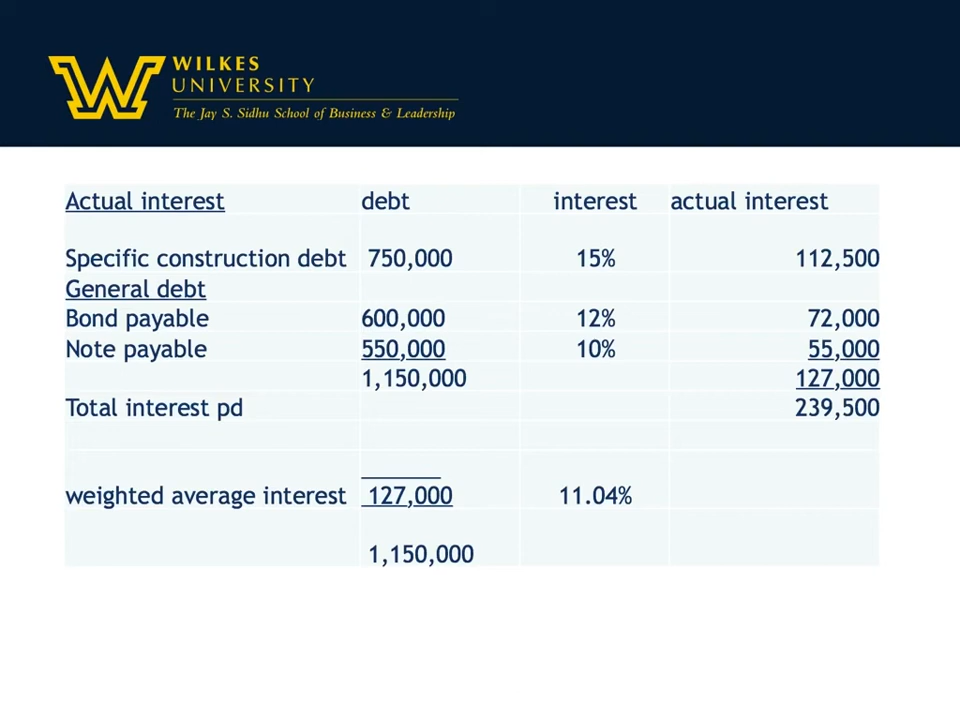 WILKES
UNIVERSITY
The Jay S. Sidhu School of Business & Leadership
Actual interest debt interest actual interest
Specific construction debt 750,000 15% 112,500
General debt
Bond payable 600,000 12% 72,000
Note payable 550,000 10% 55,000
1,150,000 127,000
Total interest pd 239,500
weighted average interest 127,000 11.04%
1,150,000